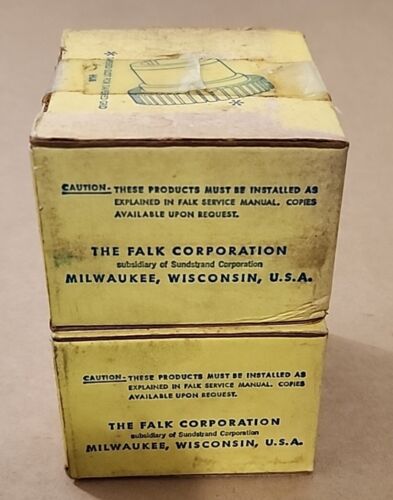 HUB
CAUTION - THESE PRODUCTS MUST BE INSTALLED AS
EXPLAINED IN FALK SERVICE MANUAL. COPIES
AVAILABLE UPON REQUEST.
THE FALK CORPORATION
subsidiary of Sundstrand Corporation
MILWAUKEE, WISCONSIN, U.S.A.
CAUTION - THESE PRODUCTS MUST BE INSTALLED AS
EXPLAINED IN FALK SERVICE MANUAL. COPIES
AVAILABLE UPON REQUEST.
THE FALK CORPORATION
subsidiary of Sundstrand Corporation
MILWAUKEE, WISCONSIN, U.S.A.